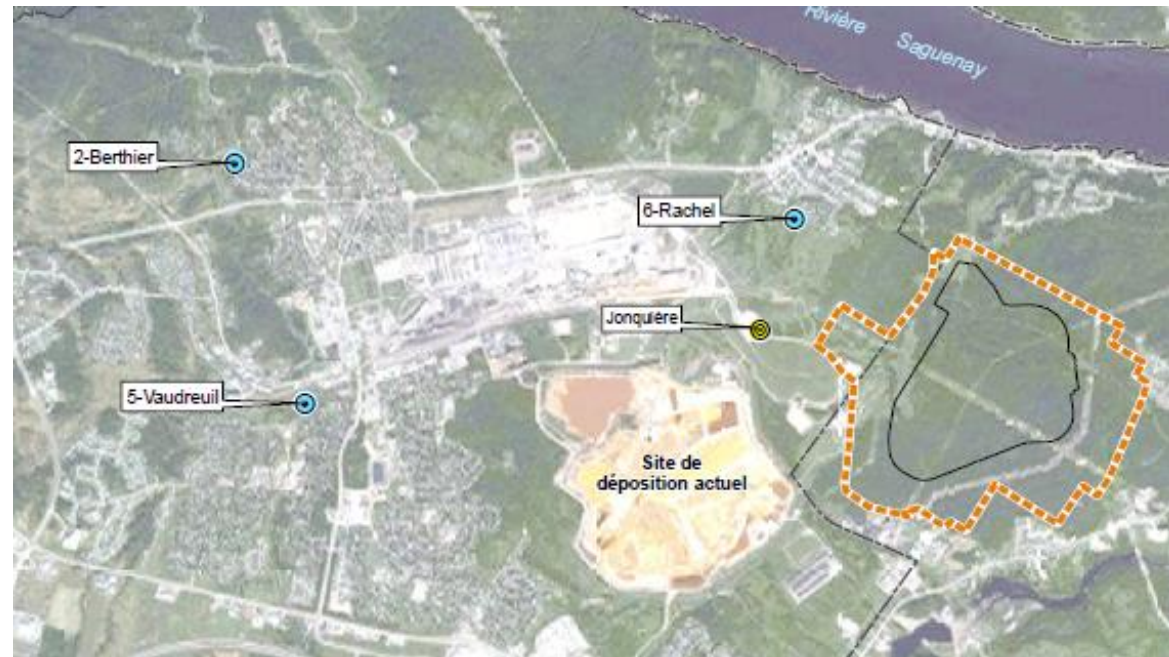 Rivière Saguenay
2-Berthier
6-Rachel
Jonquière
5-Vaudreuil
Site de
déposition actuel